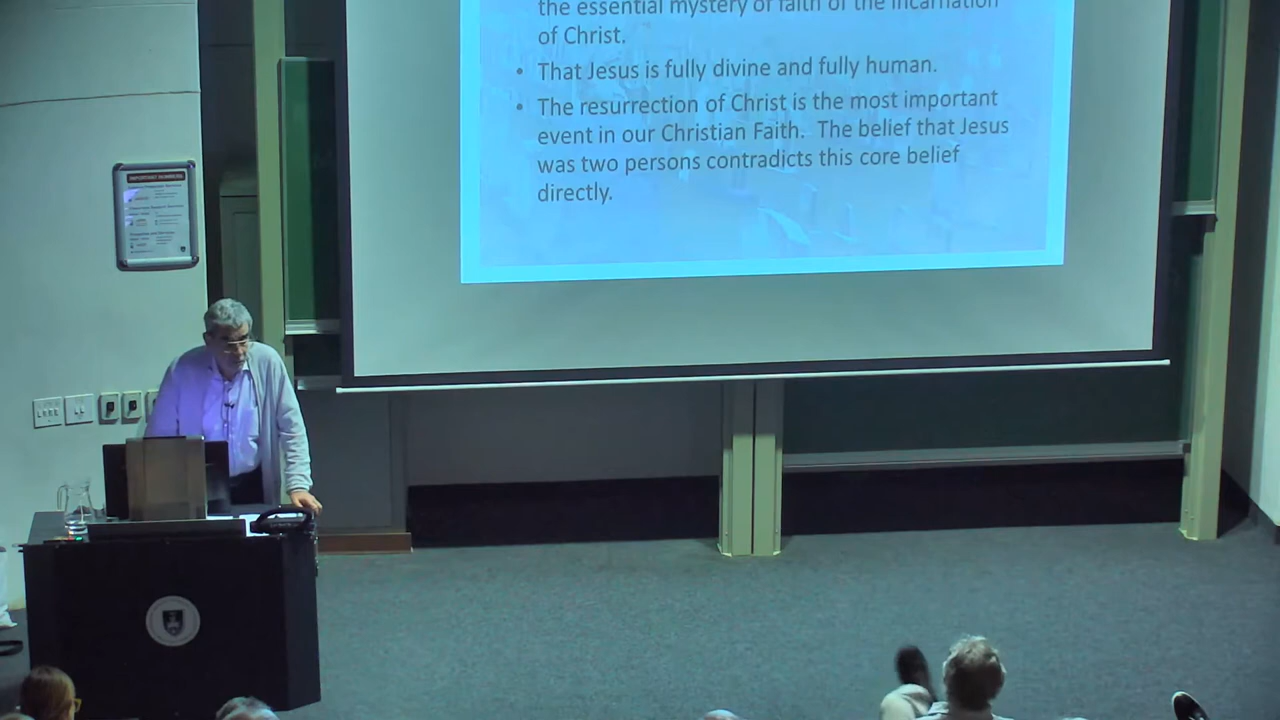 the essential mystery of faith of the incarnation
of Christ.
• That Jesus is fully divine and fully human.
• The resurrection of Christ is the most important
event in our Christian Faith. The belief that Jesus
was two persons contradicts this core belief
directly.
IMPORTANT NUMBERS